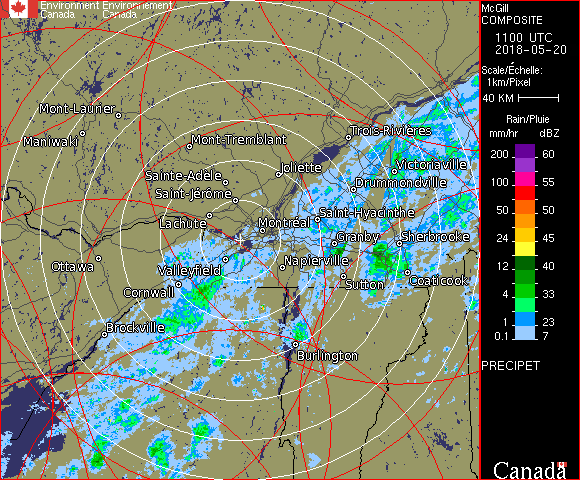 Environment Environnement
Canada Canada
McGill
COMPOSITE
1100 UTC
2018-05-20
Scale/Échelle:
1km/Pixel
40 KM
Rain/Pluie
mm/hr dBZ
200 60
100 55
50 50
24 45
12 40
4 33
1 23
0.1 7
PRECIPET
Canada
Mont-Laurier
Maniwaki
Mont-Tremblant
Trois-Rivières
Joliette
Victoriaville
Sainte-Adèle
Drummondville
Saint-Jérôme
Lachute
Saint-Hyacinthe
Montréal
Granby
Sherbrooke
Ottawa
Valleyfield
Napierville
Cornwall
Sutton
Coaticook
Brockville
Burlington